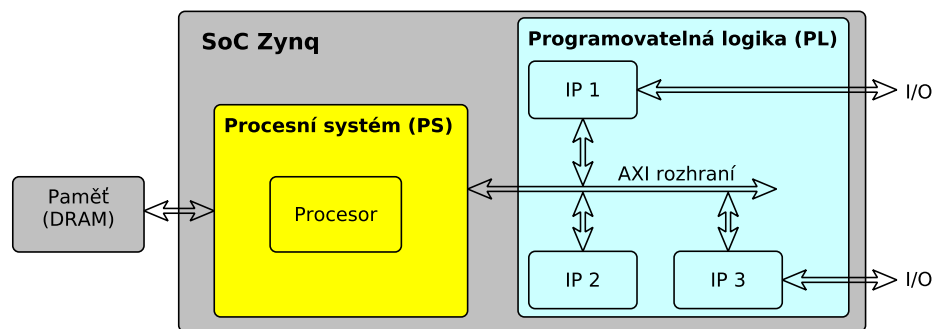 SoC Zynq
Programovatelná logika (PL)
IP 1
I/O
Procesní systém (PS)
AXI rozhraní
Paměť
(DRAM)
Procesor
IP 2
IP 3
I/O